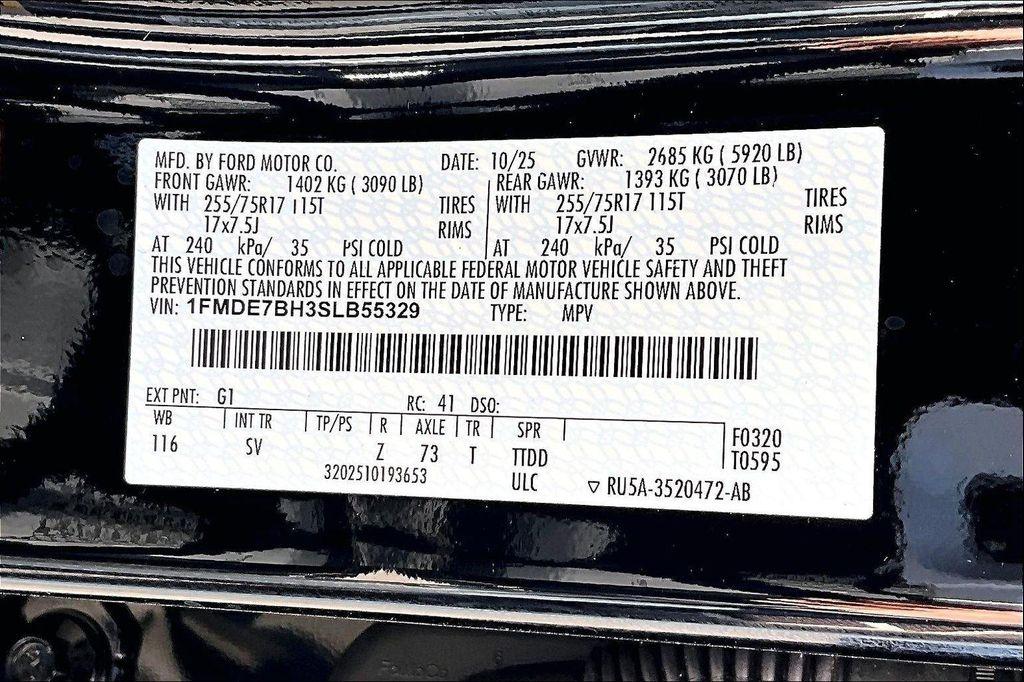 MFD. BY FORD MOTOR CO. DATE: 10/25 GVWR: 2685 KG ( 5920 LB)
FRONT GAWR: 1402 KG ( 3090 LB) REAR GAWR: 1393 KG ( 3070 LB)
WITH 255/75R17 115T TIRES WITH 255/75R17 115T TIRES
17x7.5J RIMS 17x7.5J RIMS
AT 240 kPa/ 35 PSI COLD AT 240 kPa/ 35 PSI COLD
THIS VEHICLE CONFORMS TO ALL APPLICABLE FEDERAL MOTOR VEHICLE SAFETY AND THEFT
PREVENTION STANDARDS IN EFFECT ON THE DATE OF MANUFACTURE SHOWN ABOVE.
VIN: 1FMDE7BH3SLB55329 TYPE: MPV
EXT PNT: G1 RC: 41 DSO:
WB INT TR TP/PS R AXLE TR SPR F0320
116 SV Z 73 T TTDD T0595
3202510193653 ULC ▽ RU5A-3520472-AB